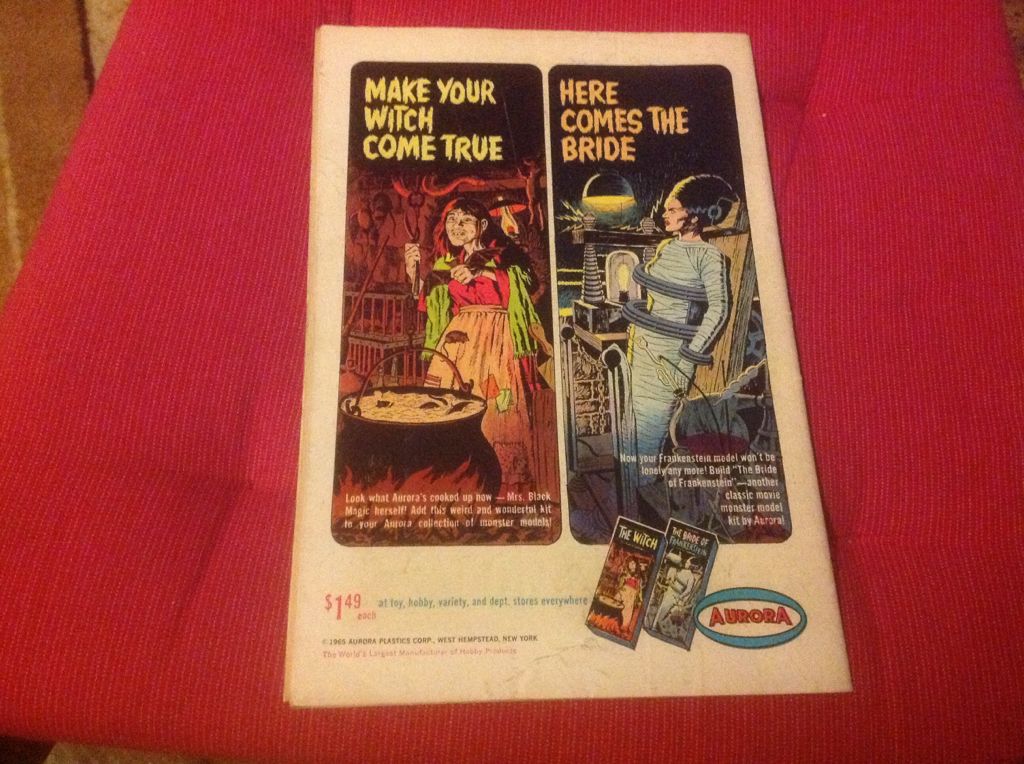 MAKE YOUR
WITCH
COME TRUE
Look what Aurora's cooked up now — Mrs. Black
Magic herself! Add this weird and wonderful kit
to your Aurora collection of monster models!
HERE
COMES THE
BRIDE
Now your Frankenstein model won't be
lonely any more! Build "The Bride
of Frankenstein"—another
classic movie
monster model
kit by Aurora!
THE WITCH
THE BRIDE OF
FRANKENSTEIN
$1.49 each
at toy, hobby, variety, and dept. stores everywhere
AURORA
©1965 AURORA PLASTICS CORP., WEST HEMPSTEAD, NEW YORK
The World's Largest Manufacturer of Hobby Products